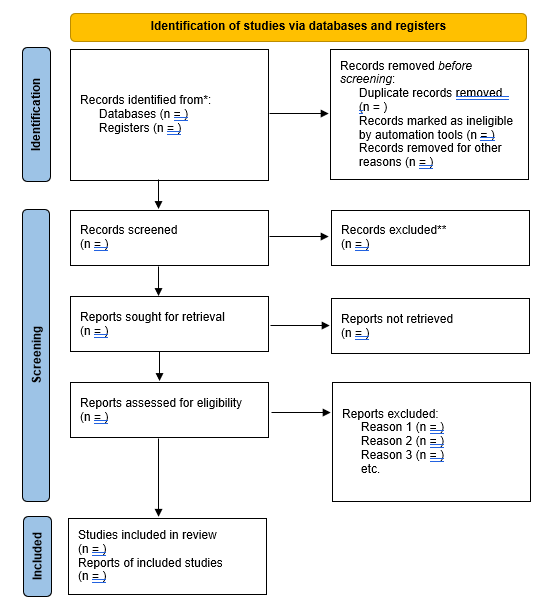 Identification of studies via databases and registers
Identification
Records identified from*:
Databases (n = )
Registers (n = )
Records removed before
screening:
Duplicate records removed
(n = )
Records marked as ineligible
by automation tools (n = )
Records removed for other
reasons (n = )
Screening
Records screened
(n = )
Records excluded**
(n = )
Reports sought for retrieval
(n = )
Reports not retrieved
(n = )
Reports assessed for eligibility
(n = )
Reports excluded:
Reason 1 (n = )
Reason 2 (n = )
Reason 3 (n = )
etc.
Included
Studies included in review
(n = )
Reports of included studies
(n = )